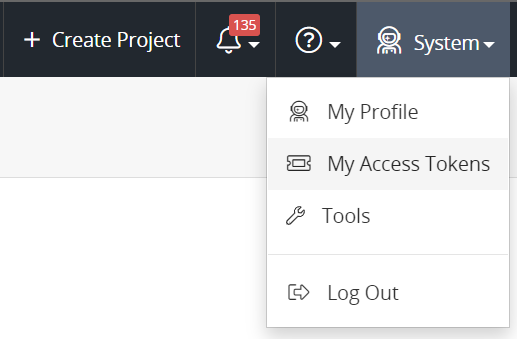 + Create Project
135
?
System
My Profile
My Access Tokens
Tools
Log Out